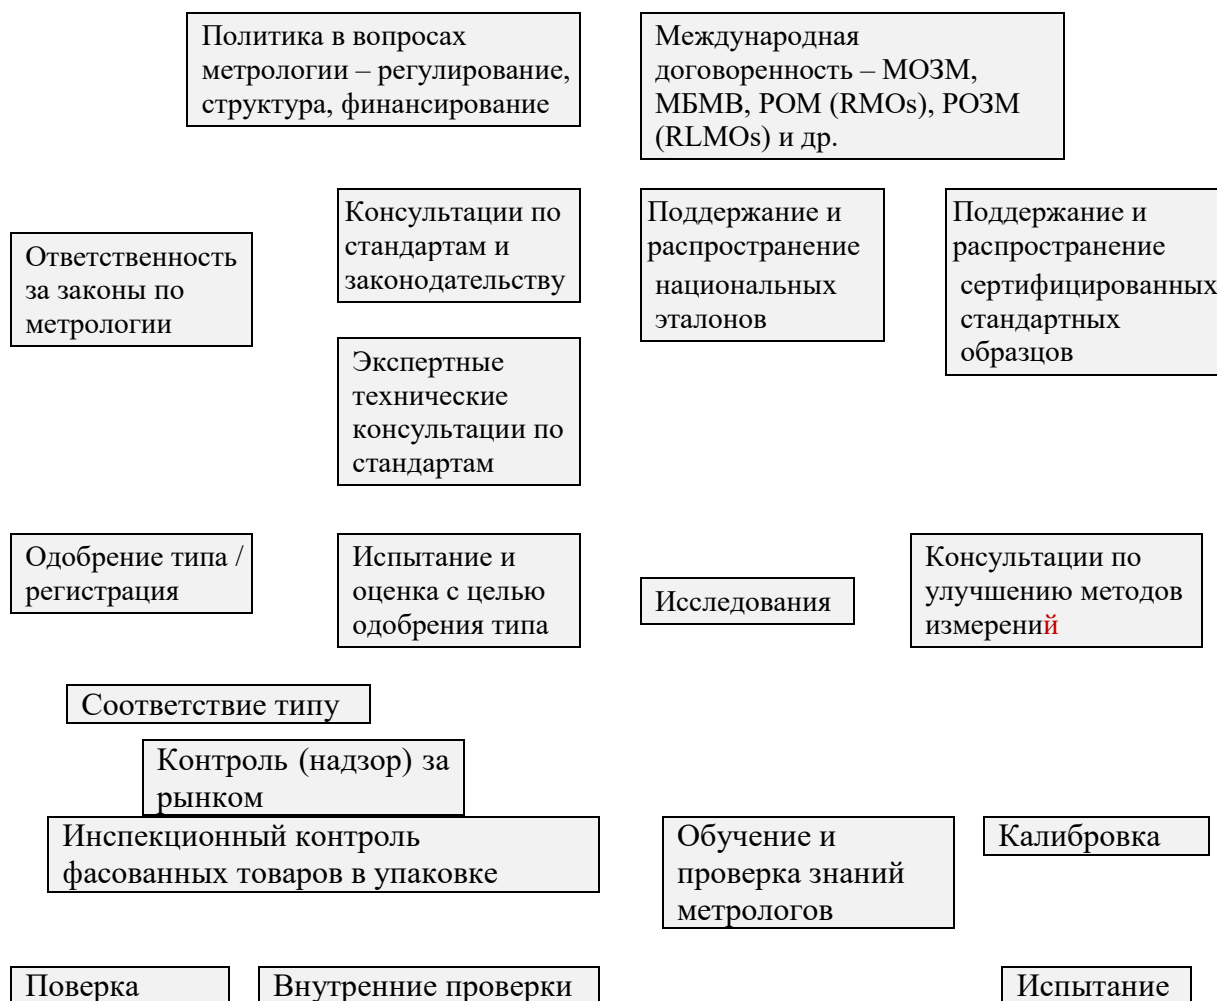 Политика в вопросах
метрологии – регулирование,
структура, финансирование
Международная
договоренность – МОЗМ,
МБМВ, РОМ (RMOs), РОЗМ
(RLMOs) и др.
Ответственность
за законы по
метрологии
Консультации по
стандартам и
законодательству
Поддержание и
распространение
национальных
эталонов
Поддержание и
распространение
сертифицированных
стандартных
образцов
Экспертные
технические
консультации по
стандартам
Одобрение типа /
регистрация
Испытание и
оценка с целью
одобрения типа
Исследования
Консультации по
улучшению методов
измерений
Соответствие типу
Контроль (надзор) за
рынком
Инспекционный контроль
фасованных товаров в упаковке
Обучение и
проверка знаний
метрологов
Калибровка
Поверка
Внутренние проверки
Испытание